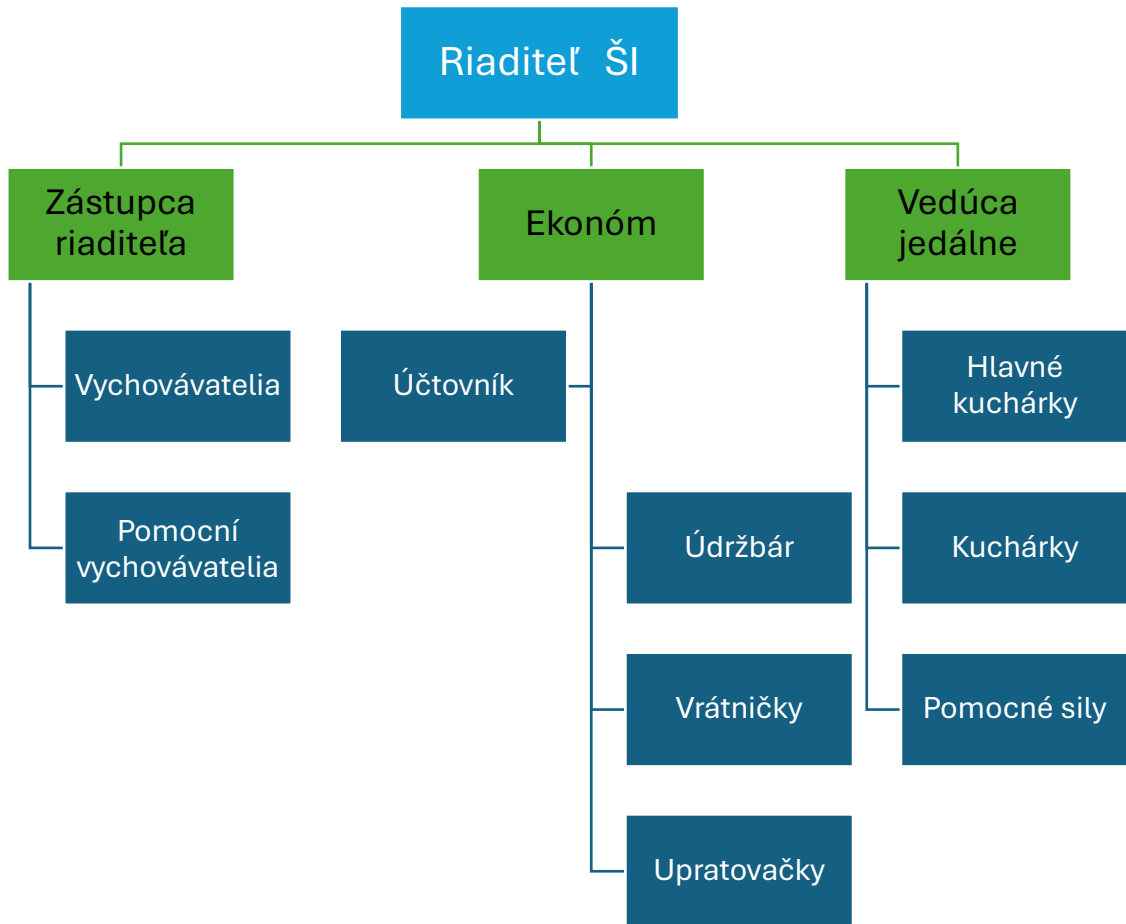 Riaditeľ ŠI
Zástupca
riaditeľa
Ekonóm
Vedúca
jedálne
Vychovávatelia
Účtovník
Hlavné
kuchárky
Pomocní
vychovávatelia
Údržbár
Kuchárky
Vrátničky
Pomocné sily
Upratovačky